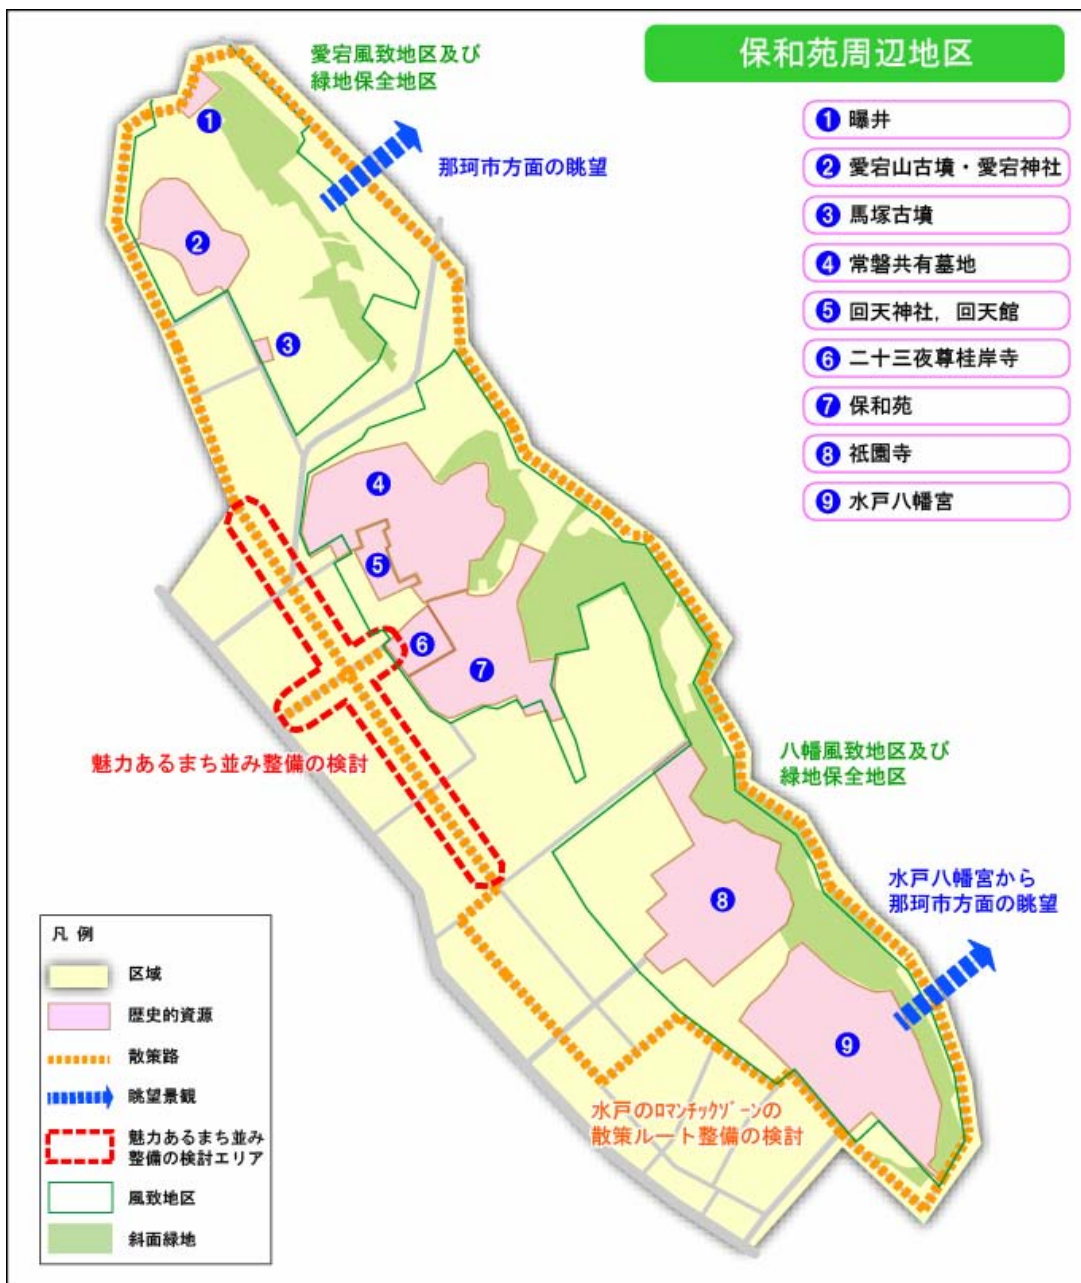 保和苑周辺地区
愛宕風致地区及び
緑地保全地区
那珂市方面の眺望
1 曝井
2 愛宕山古墳・愛宕神社
3 馬塚古墳
4 常磐共有墓地
5 回天神社，回天館
6 二十三夜尊桂岸寺
7 保和苑
8 祇園寺
9 水戸八幡宮
1
2
3
4
5
6
7
魅力あるまち並み整備の検討
八幡風致地区及び
緑地保全地区
8
水戸八幡宮から
那珂市方面の眺望
9
水戸のﾛﾏﾝﾁｯｸｿﾞｰﾝの
散策ルート整備の検討
凡 例
区域
歴史的資源
散策路
眺望景観
魅力あるまち並み
整備の検討エリア
風致地区
斜面緑地